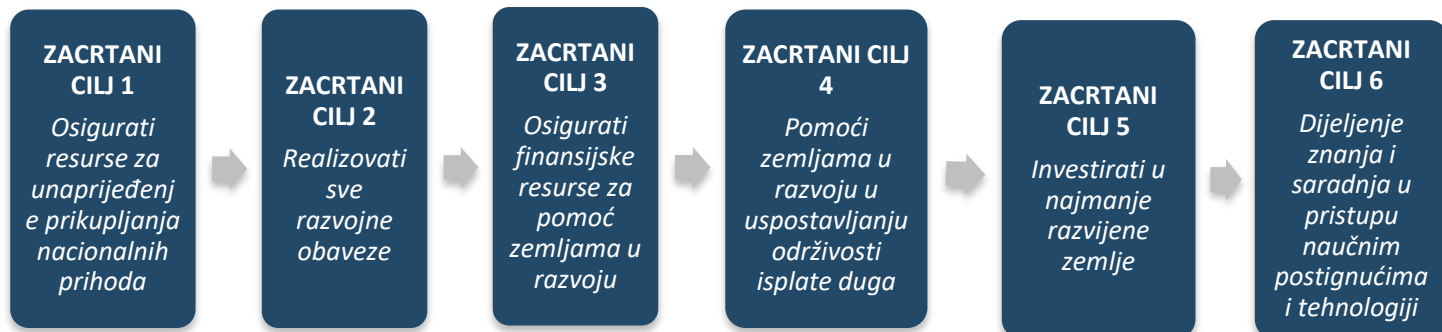 ZACRTANI
CILJ 1
Osigurati
resurse za
unaprijeđenj
e prikupljanja
nacionalnih
prihoda
ZACRTANI
CILJ 2
Realizovati
sve
razvojne
obaveze
ZACRTANI
CILJ 3
Osigurati
finansijske
resurse za
pomoć
zemljama u
razvoju
ZACRTANI CILJ
4
Pomoći
zemljama u
razvoju u
uspostavljanju
održivosti
isplate duga
ZACRTANI
CILJ 5
Investirati u
najmanje
razvijene
zemlje
ZACRTANI
CILJ 6
Dijeljenje
znanja i
saradnja u
pristupu
naučnim
postignućima
i tehnologiji